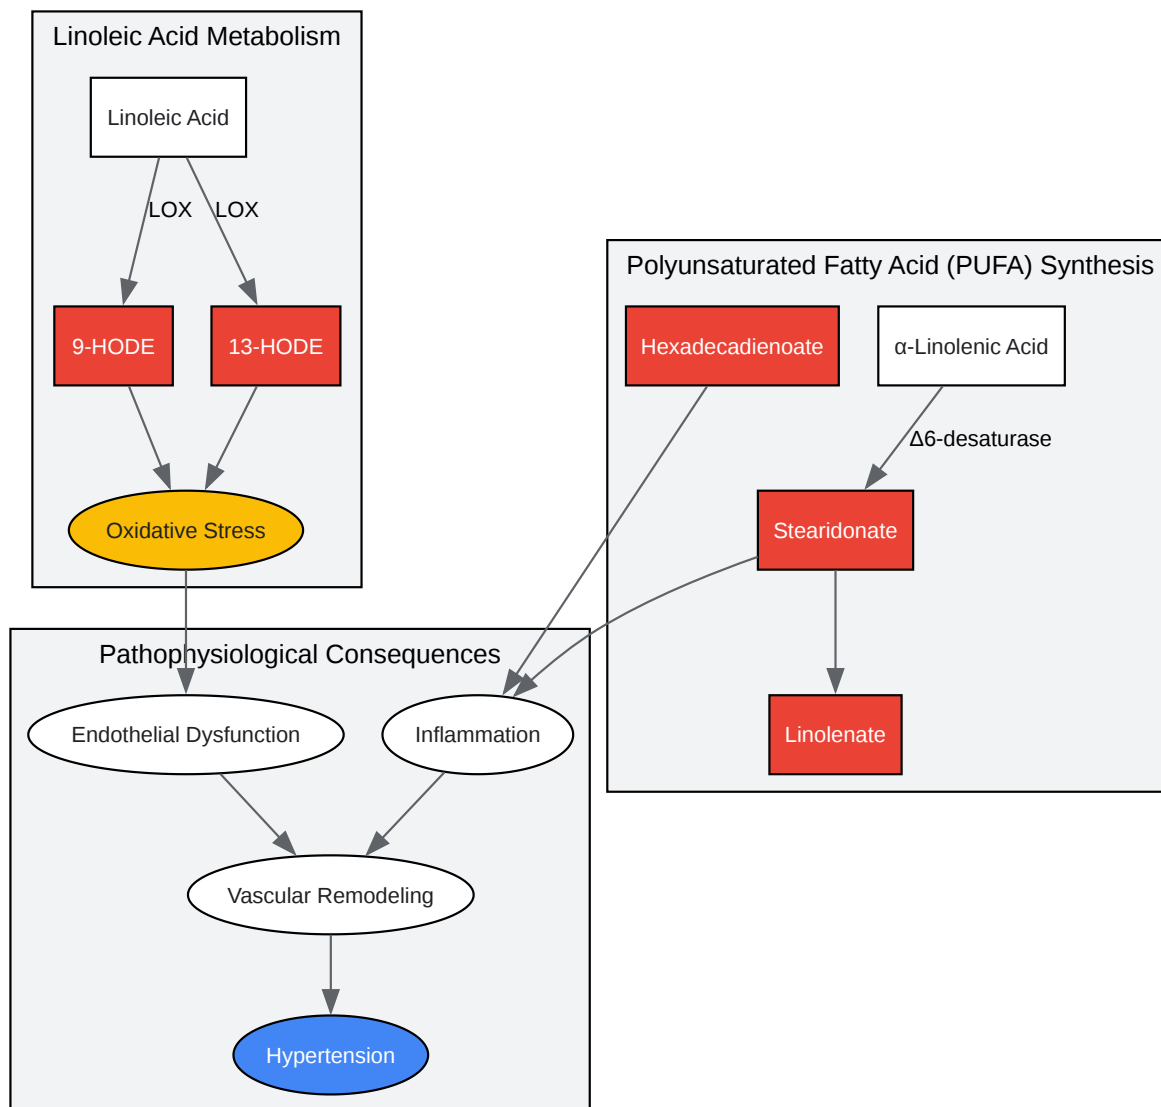 Linoleic Acid Metabolism
Linoleic Acid
LOX
LOX
9-HODE
13-HODE
Oxidative Stress
Polyunsaturated Fatty Acid (PUFA) Synthesis
Hexadecadienoate
α-Linolenic Acid
Δ6-desaturase
Stearidonate
Linolenate
Pathophysiological Consequences
Endothelial Dysfunction
Inflammation
Vascular Remodeling
Hypertension